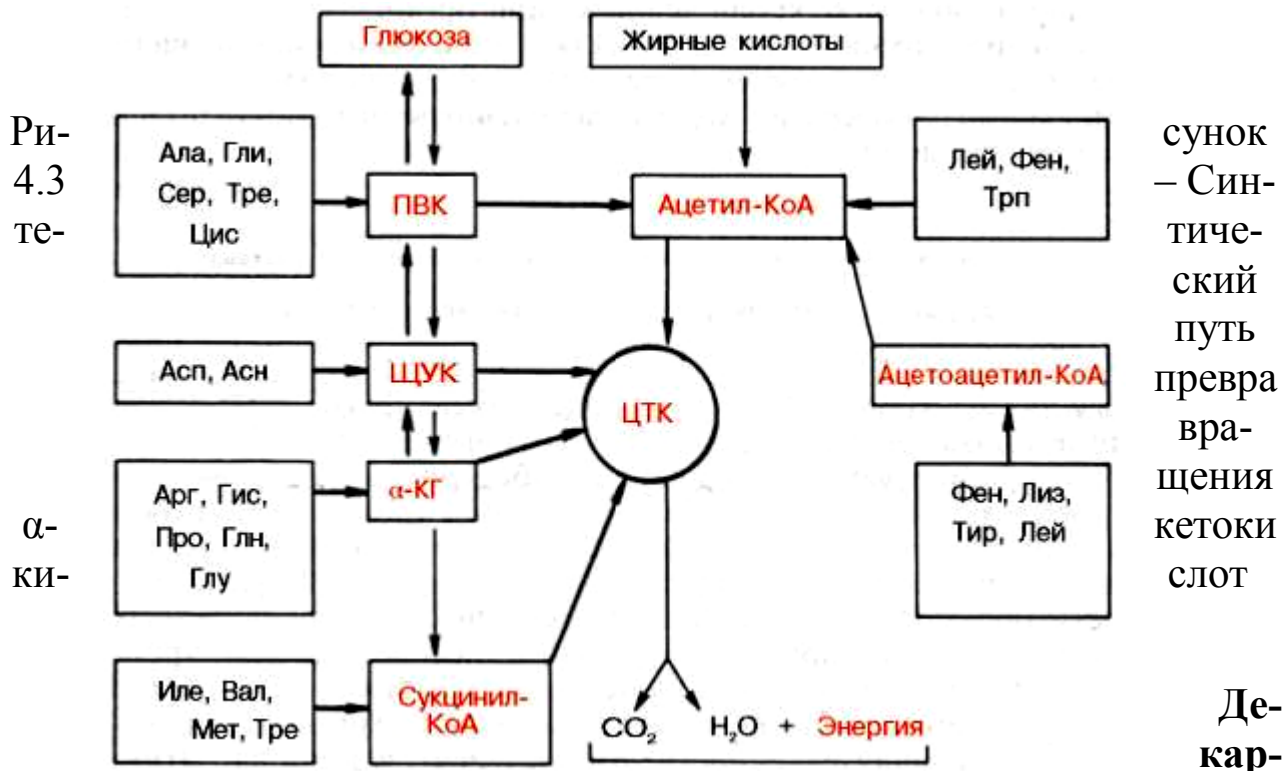 Глюкоза
Жирные кислоты
Ри-
сунок
4.3
– Син-
те-
тиче-
ский
путь
превра
вра-
щения
α-
кетоки
ки-
слот
Ала, Гли,
Сер, Тре,
Цис
ПВК
Ацетил-КоА
Лей, Фен,
Трп
Асп, Асн
ЩУК
ЦТК
Ацетоацетил-КоА
Арг, Гис,
Про, Глн,
Глу
α-КГ
Фен, Лиз,
Тир, Лей
Иле, Вал,
Мет, Тре
Сукцинил-
КоА
CO₂
H₂O + Энергия
Де-
кар-